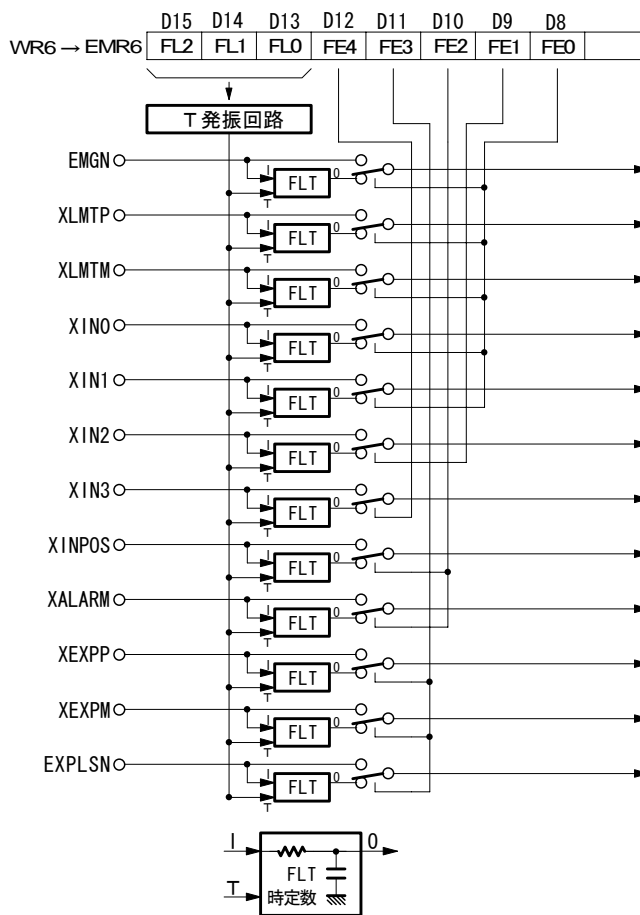 D15 D14 D13 D12 D11 D10 D9 D8
WR6 → EMR6 FL2 FL1 FL0 FE4 FE3 FE2 FE1 FE0
T 発振回路
EMGN I T FLT O
XLMTP I T FLT O
XLMTM I T FLT O
XIN0 I T FLT O
XIN1 I T FLT O
XIN2 I T FLT O
XIN3 I T FLT O
XINPOS I T FLT O
XALARM I T FLT O
XEXPP I T FLT O
XEXPM I T FLT O
EXPLSN I T FLT O
I O
FLT
T 時定数